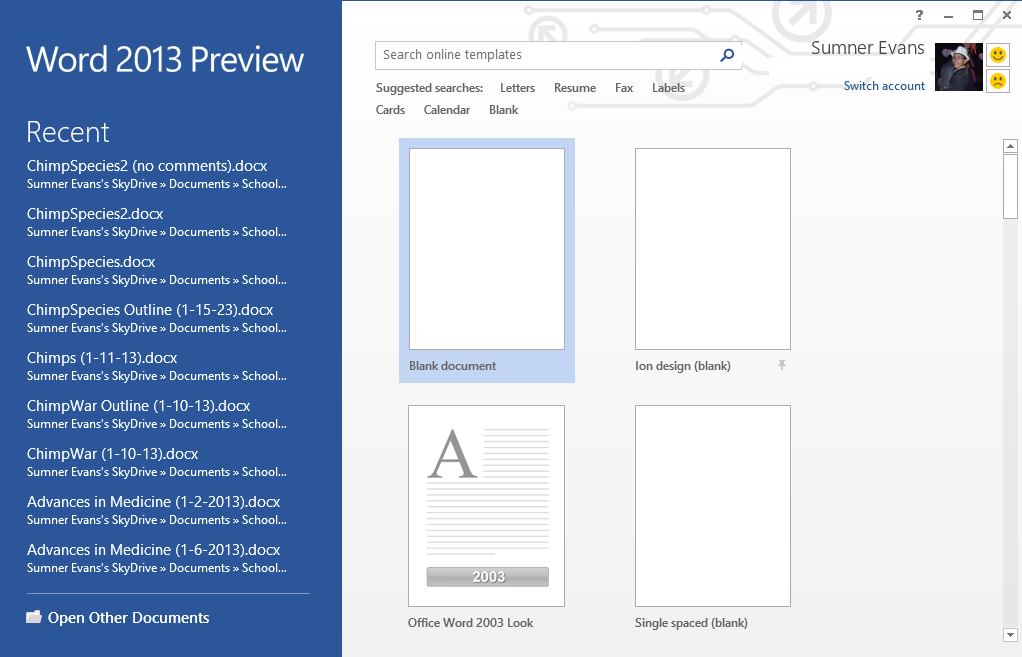 Word 2013 Preview
Recent
ChimpSpecies2 (no comments).docx
Sumner Evans's SkyDrive » Documents » School...
ChimpSpecies2.docx
Sumner Evans's SkyDrive » Documents » School...
ChimpSpecies.docx
Sumner Evans's SkyDrive » Documents » School...
ChimpSpecies Outline (1-15-23).docx
Sumner Evans's SkyDrive » Documents » School...
Chimps (1-11-13).docx
Sumner Evans's SkyDrive » Documents » School...
ChimpWar Outline (1-10-13).docx
Sumner Evans's SkyDrive » Documents » School...
ChimpWar (1-10-13).docx
Sumner Evans's SkyDrive » Documents » School...
Advances in Medicine (1-2-2013).docx
Sumner Evans's SkyDrive » Documents » School...
Advances in Medicine (1-6-2013).docx
Sumner Evans's SkyDrive » Documents » School...
Open Other Documents
?
Search online templates
Sumner Evans
Switch account
Suggested searches: Letters Resume Fax Labels
Cards Calendar Blank
Blank document
Ion design (blank)
A
2003
Office Word 2003 Look
Single spaced (blank)